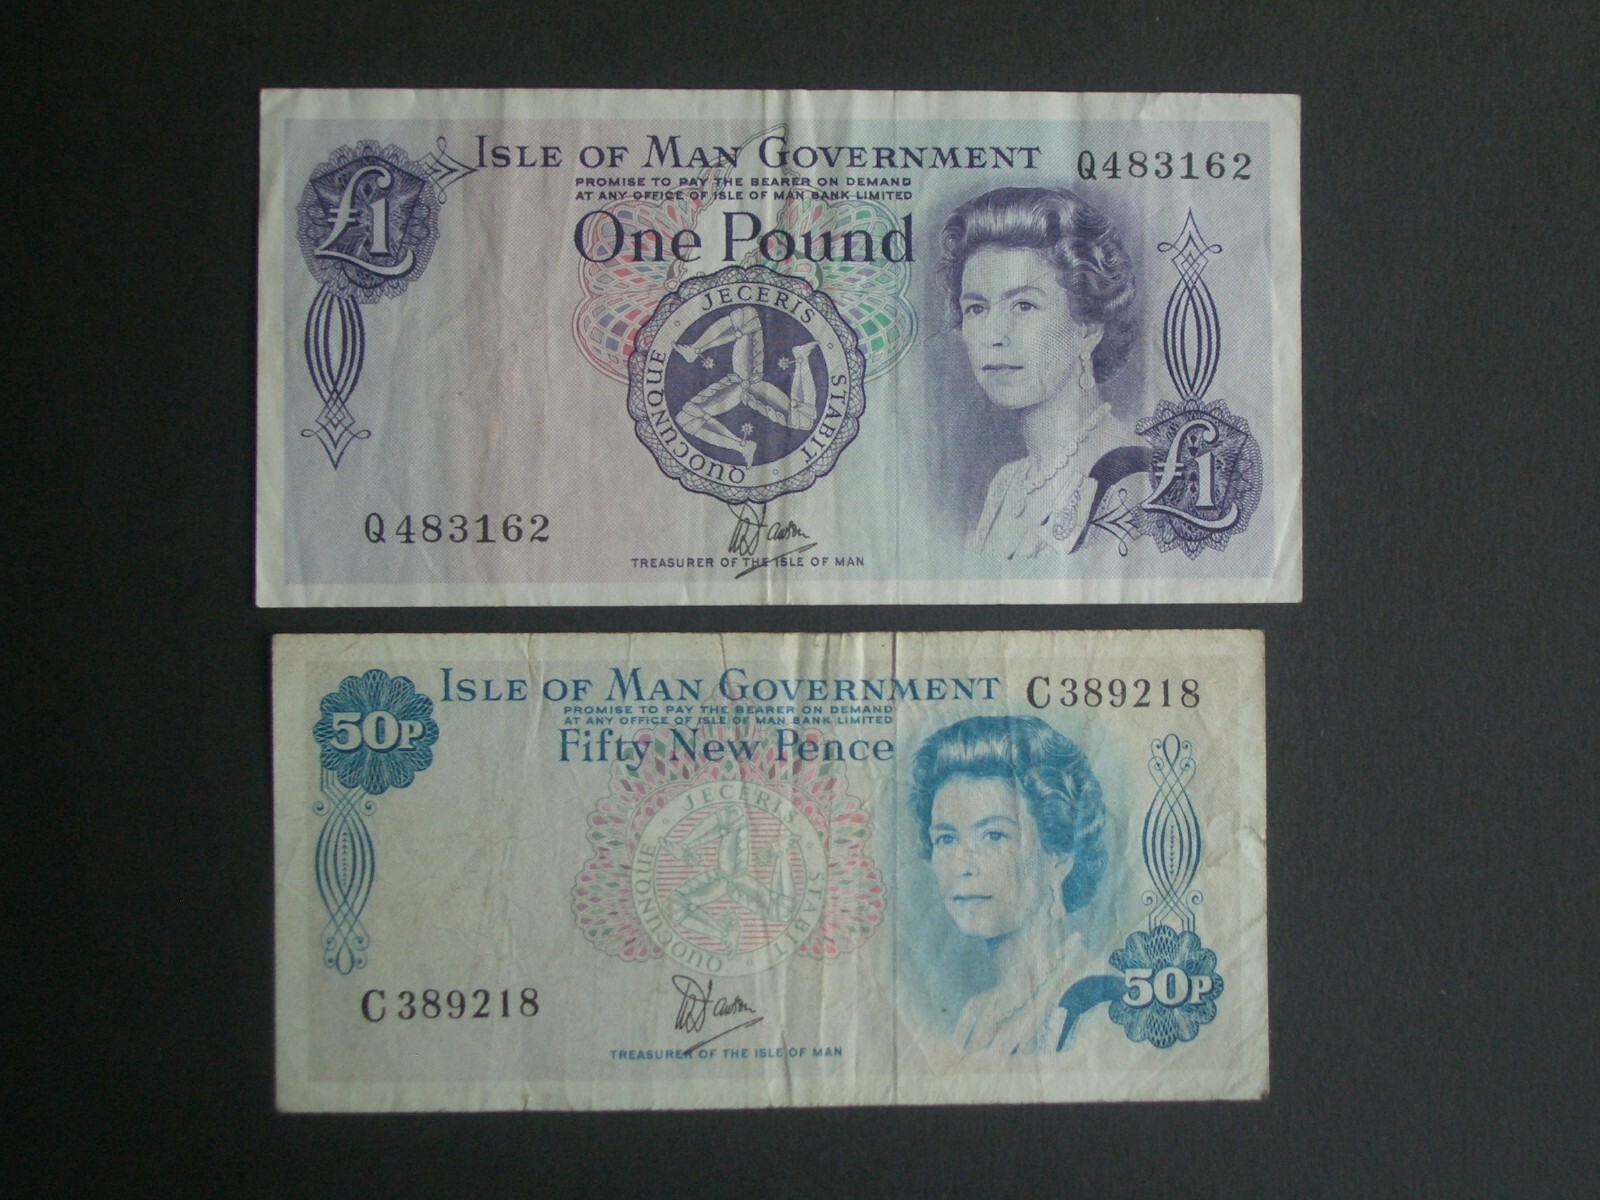 £1
ISLE OF MAN GOVERNMENT
Q483162
PROMISE TO PAY THE BEARER ON DEMAND
AT ANY OFFICE OF ISLE OF MAN BANK LIMITED
One Pound
QUOCUNQUE · JECERIS · STABIT ·
£1
Q483162
TREASURER OF THE ISLE OF MAN
50P
ISLE OF MAN GOVERNMENT
C389218
PROMISE TO PAY THE BEARER ON DEMAND
AT ANY OFFICE OF ISLE OF MAN BANK LIMITED
Fifty New Pence
QUOCUNQUE · JECERIS · STABIT ·
50P
C389218
TREASURER OF THE ISLE OF MAN